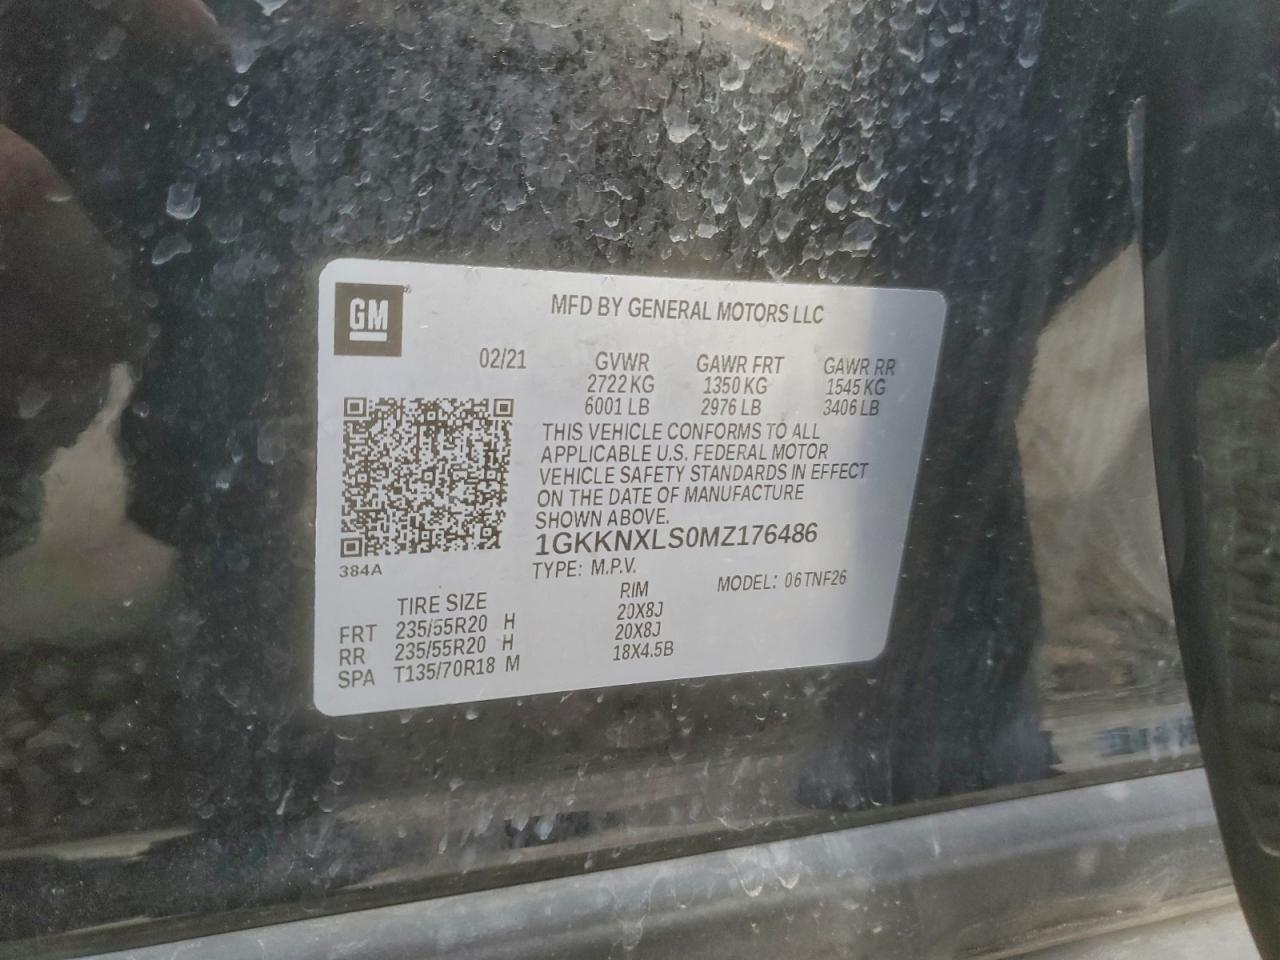 GM
MFD BY GENERAL MOTORS LLC
02/21 GVWR GAWR FRT GAWR RR
2722 KG 1350 KG 1545 KG
6001 LB 2976 LB 3406 LB
THIS VEHICLE CONFORMS TO ALL
APPLICABLE U.S. FEDERAL MOTOR
VEHICLE SAFETY STANDARDS IN EFFECT
ON THE DATE OF MANUFACTURE
SHOWN ABOVE.
1GKKNXLS0MZ176486
384A
TYPE: M.P.V. MODEL: 06TNF26
TIRE SIZE RIM
FRT 235/55R20 H 20X8J
RR 235/55R20 H 20X8J
SPA T135/70R18 M 18X4.5B